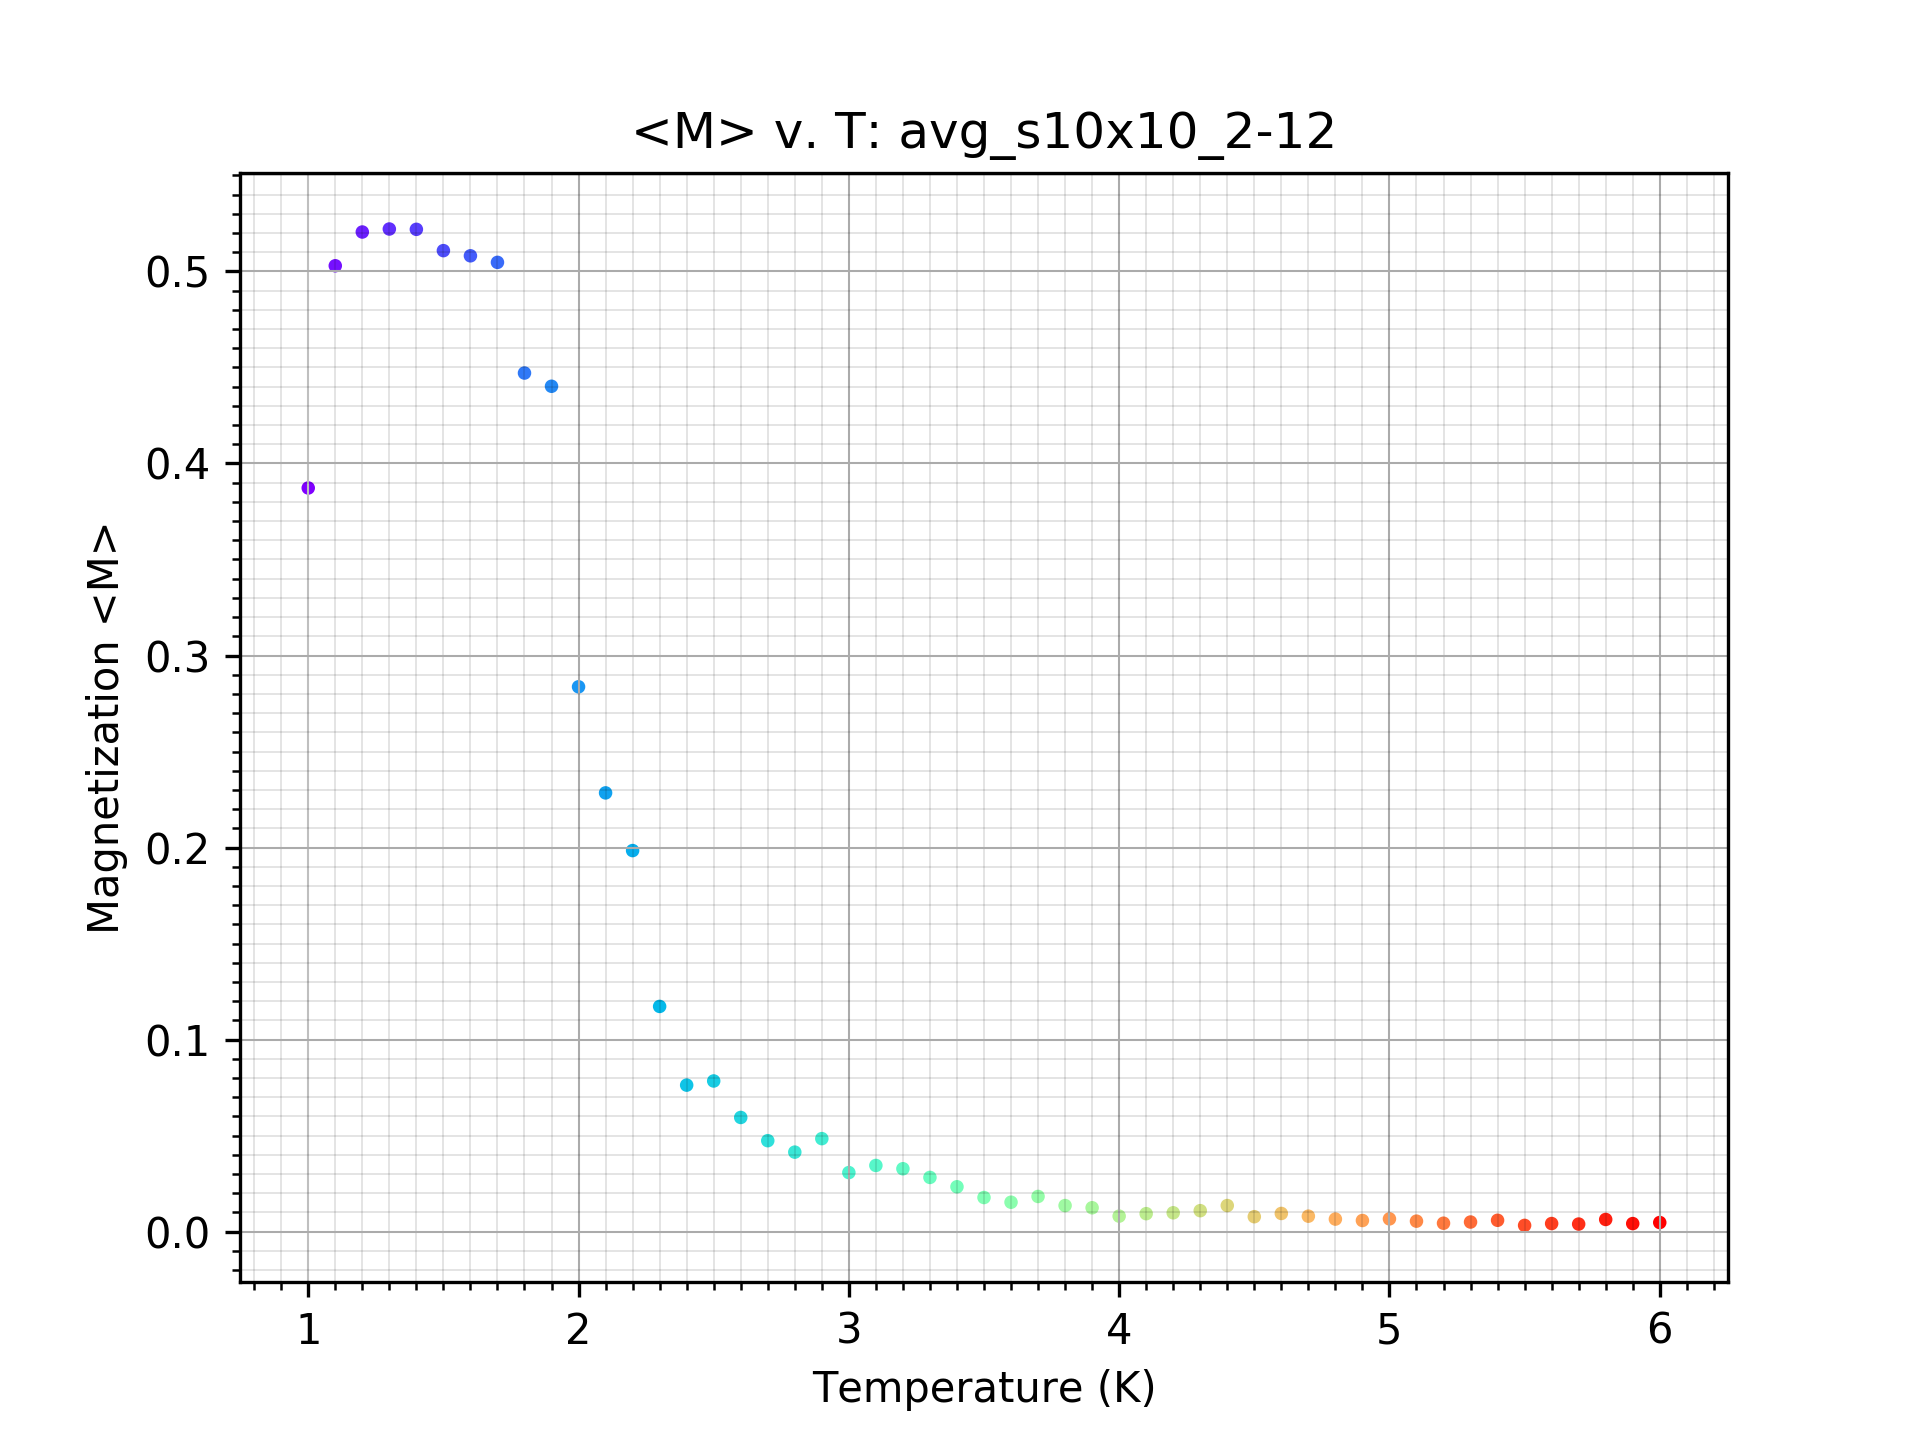 <M> v. T: avg_s10x10_2-12
Magnetization <M>
0.5
0.4
0.3
0.2
0.1
0.0
1 2 3 4 5 6
Temperature (K)